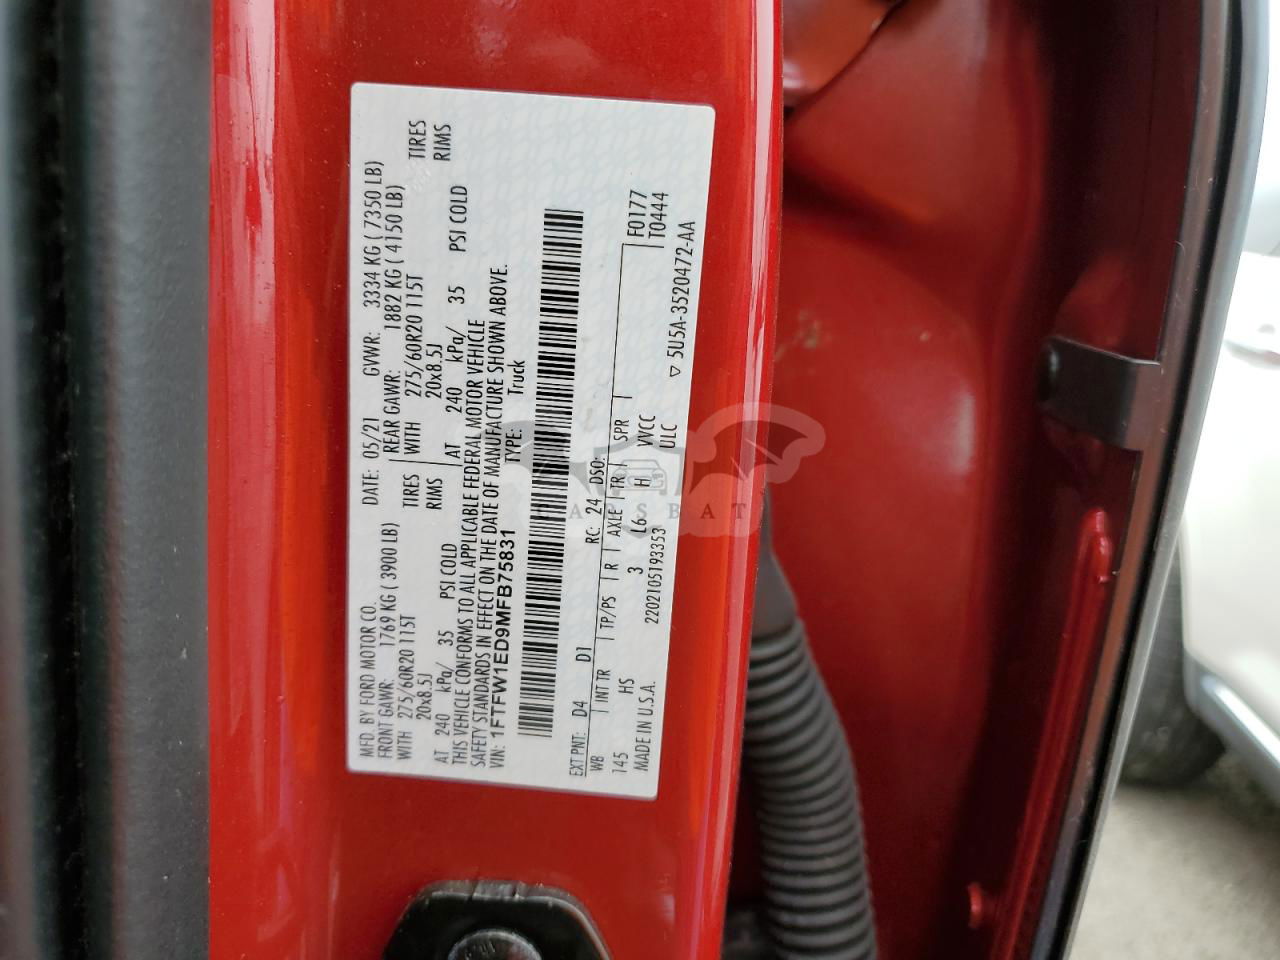 MFD. BY FORD MOTOR CO. DATE: 05/21 GVWR: 3334 KG ( 7350 LB)
FRONT GAWR: 1769 KG ( 3900 LB) REAR GAWR: 1882 KG ( 4150 LB)
WITH 275/60R20 115T TIRES WITH 275/60R20 115T TIRES
20x8.5J RIMS 20x8.5J RIMS
AT 240 kPa/ 35 PSI COLD AT 240 kPa/ 35 PSI COLD
THIS VEHICLE CONFORMS TO ALL APPLICABLE FEDERAL MOTOR VEHICLE
SAFETY STANDARDS IN EFFECT ON THE DATE OF MANUFACTURE SHOWN ABOVE.
VIN: 1FTFW1ED9MFB75831 TYPE: Truck
EXT PNT: D4 D1 RC: 24 DSO: F0177
WB INT TR TP/PS R AXLE TR SPR T0444
145 HS 3 L6 H WCC
MADE IN U.S.A. 2202105193353 ULC ▽ 5U5A-3520472-AA
CARSBAT